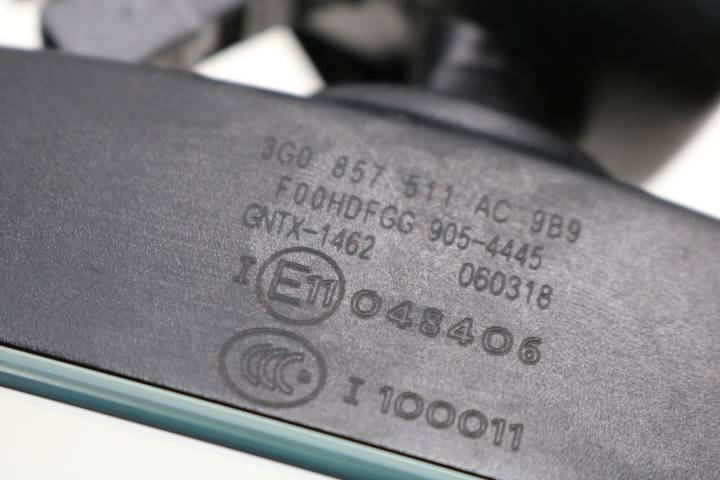 3G0 857 511 AC 9B9
F00HDFGG 905-4445
GNTX-1462 060318
I E11 048406
CCC I 100011